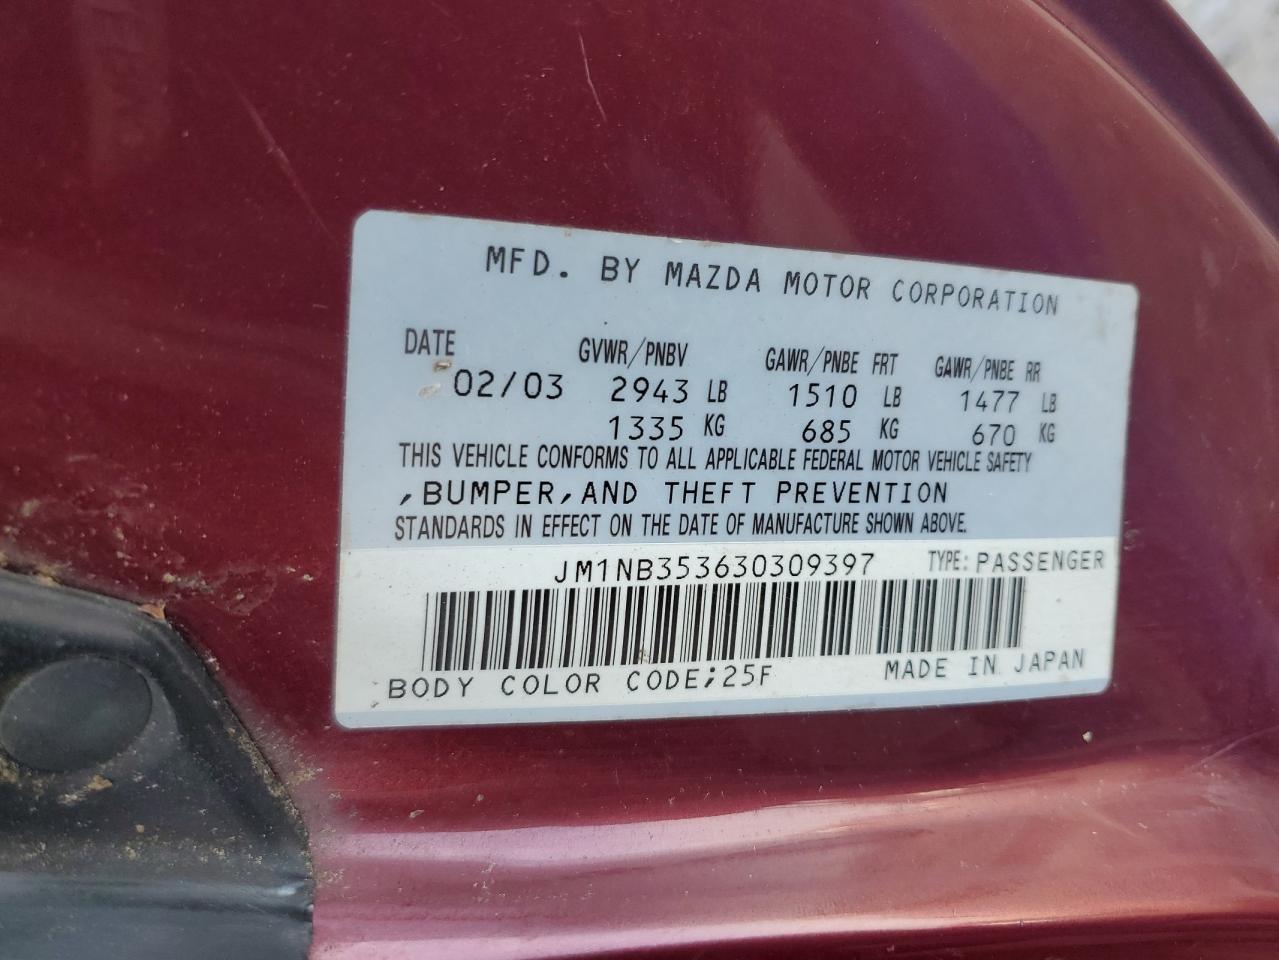 MFD. BY MAZDA MOTOR CORPORATION
DATE GVWR/PNBV GAWR/PNBE FRT GAWR/PNBE RR
02/03 2943 LB 1510 LB 1477 LB
1335 KG 685 KG 670 KG
THIS VEHICLE CONFORMS TO ALL APPLICABLE FEDERAL MOTOR VEHICLE SAFETY
,BUMPER,AND THEFT PREVENTION
STANDARDS IN EFFECT ON THE DATE OF MANUFACTURE SHOWN ABOVE.
JM1NB353630309397 TYPE: PASSENGER
BODY COLOR CODE;25F MADE IN JAPAN